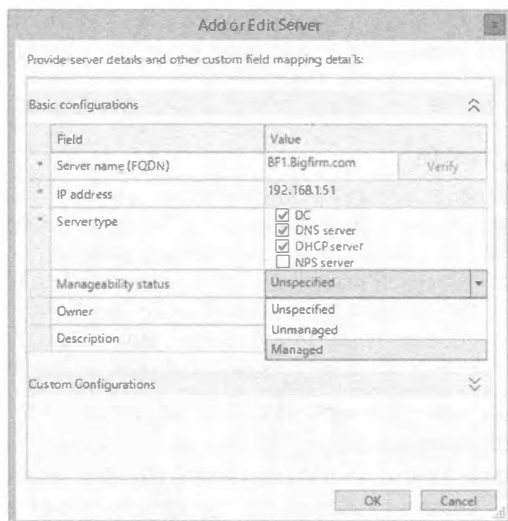 Add or Edit Server
x
Provide server details and other custom field mapping details:
Basic configurations
Field Value
* Server name (FQDN) BF1.Bigfirm.com Verify
* IP address 192.168.1.51
* Server type DC
DNS server
DHCP server
NPS server
Manageability status Unspecified
Owner Unspecified
Unmanaged
Description Managed
Custom Configurations
OK Cancel